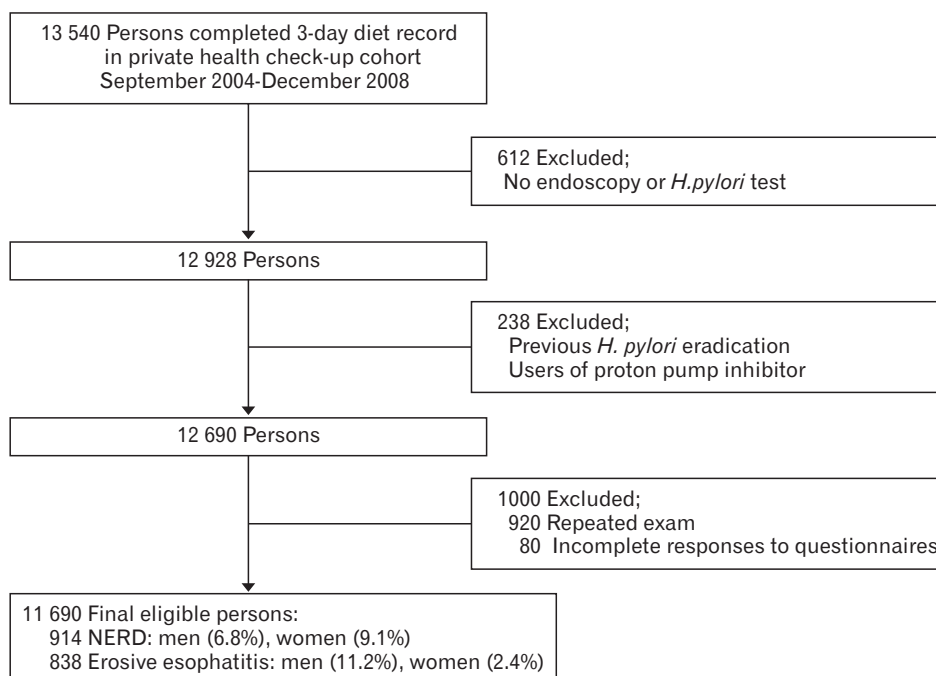 13 540 Persons completed 3-day diet record
in private health check-up cohort
September 2004-December 2008
612 Excluded;
No endoscopy or H.pylori test
12 928 Persons
238 Excluded;
Previous H. pylori eradication
Users of proton pump inhibitor
12 690 Persons
1000 Excluded;
920 Repeated exam
80 Incomplete responses to questionnaires
11 690 Final eligible persons:
914 NERD: men (6.8%), women (9.1%)
838 Erosive esophatitis: men (11.2%), women (2.4%)